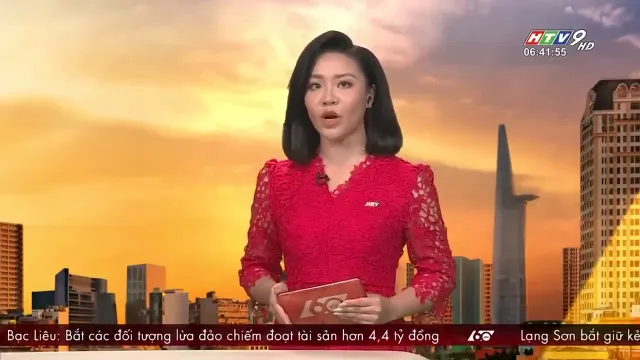 HTV9 HD
06:41:55
HTV
60
Bạc Liêu: Bắt các đối tượng lừa đảo chiếm đoạt tài sản hơn 4,4 tỷ đồng
Lạng Sơn bắt giữ